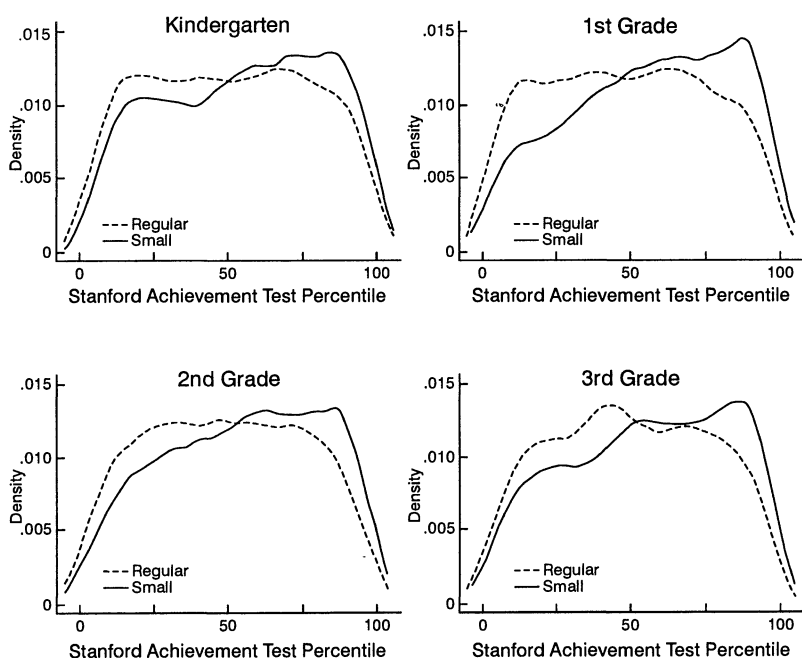 Kindergarten
.015
.010
.005
0
Density
Regular
Small
0 50 100
Stanford Achievement Test Percentile
1st Grade
.015
.010
.005
0
Density
Regular
Small
0 50 100
Stanford Achievement Test Percentile
2nd Grade
.015
.010
.005
0
Density
Regular
Small
0 50 100
Stanford Achievement Test Percentile
3rd Grade
.015
.010
.005
0
Density
Regular
Small
0 50 100
Stanford Achievement Test Percentile